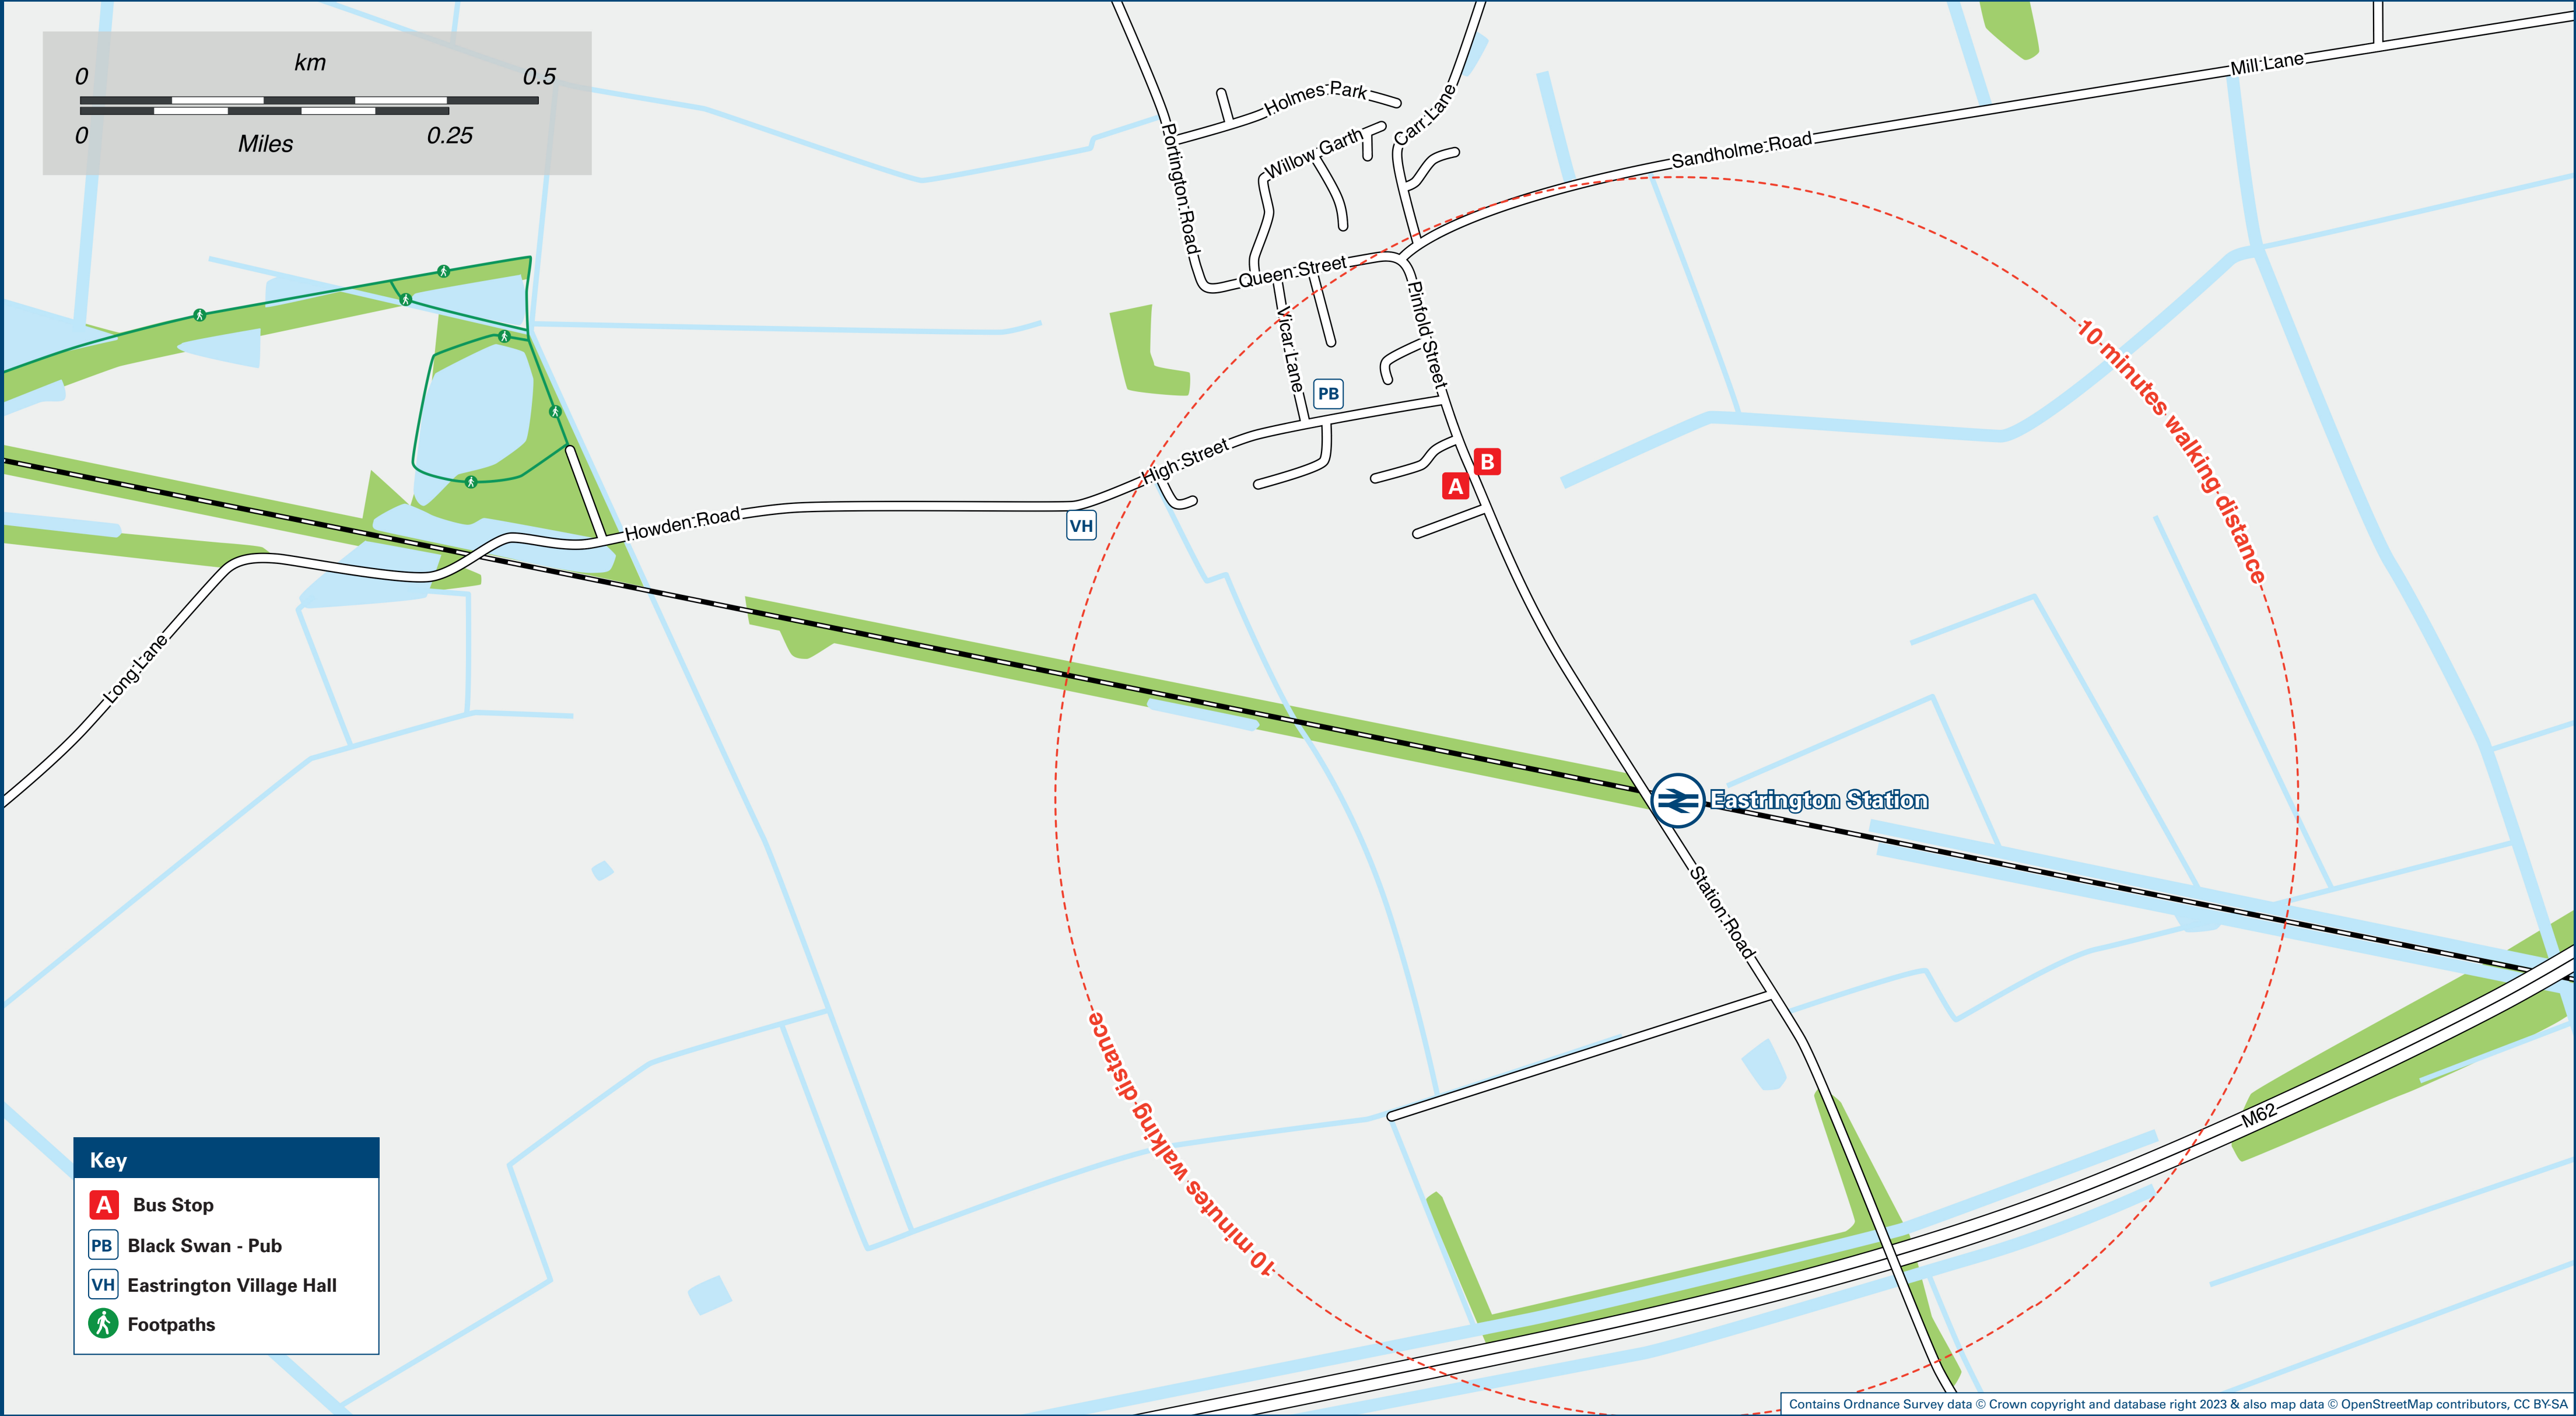 km
0 0.5
0 0.25
Miles
Holmes Park
Carr Lane
Willow Garth
Portington Road
Mill Lane
Sandholme Road
Queen Street
Pinfold Street
Vicar Lane
PB
High Street
B
A
VH
Howden Road
Long Lane
10 minutes walking distance
Eastrington Station
Station Road
10 minutes walking distance
M62
Key
A Bus Stop
PB Black Swan - Pub
VH Eastrington Village Hall
Footpaths
Contains Ordnance Survey data © Crown copyright and database right 2023 & also map data © OpenStreetMap contributors, CC BY-SA